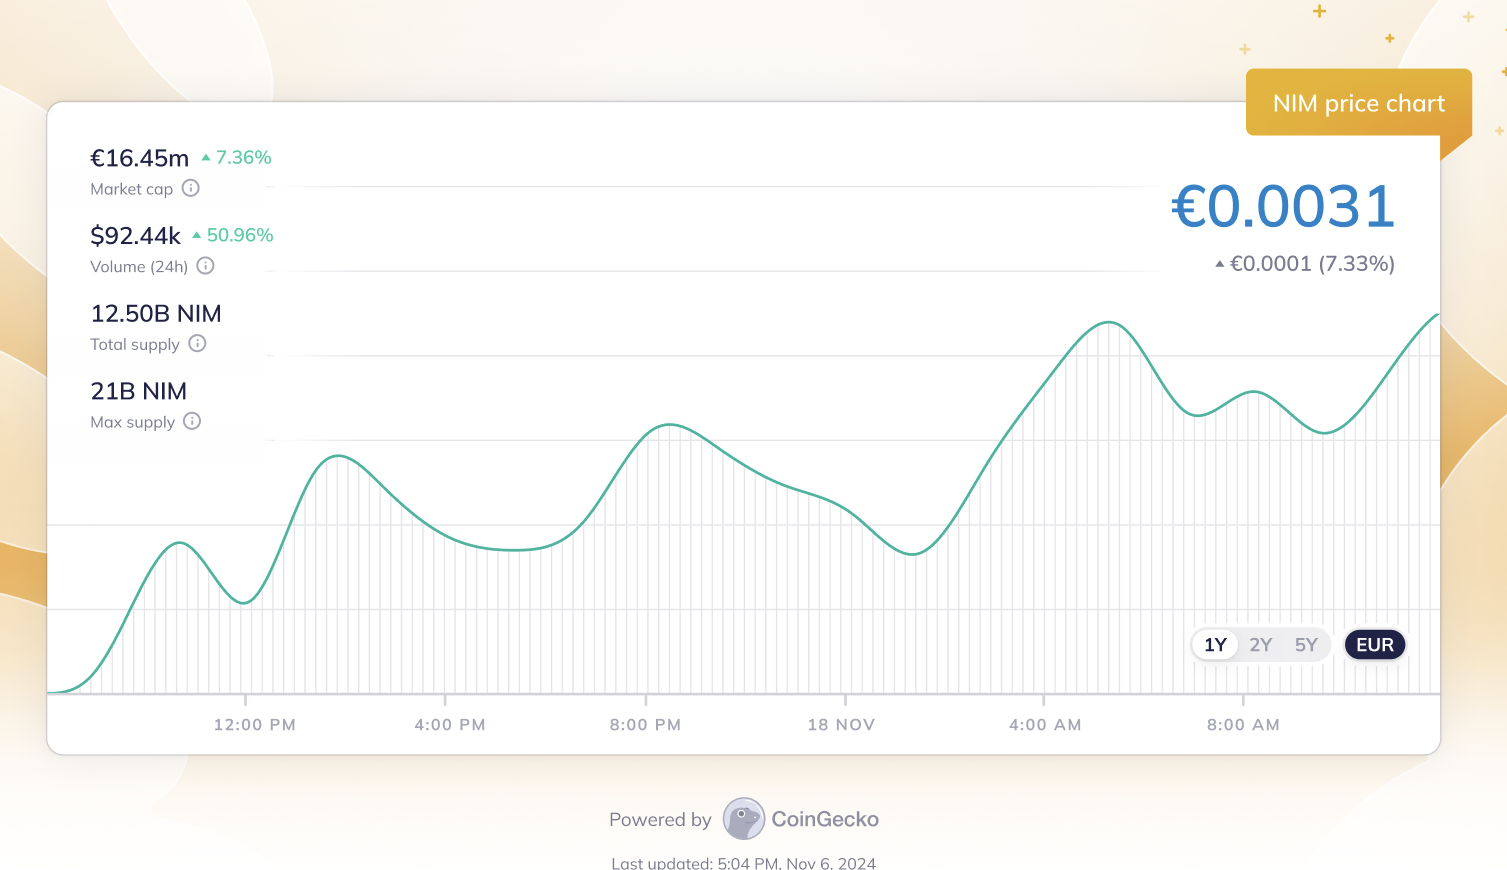 NIM price chart
€16.45m ▲ 7.36%
Market cap
$92.44k ▲ 50.96%
Volume (24h)
12.50B NIM
Total supply
21B NIM
Max supply
€0.0031
▲ €0.0001 (7.33%)
1Y 2Y 5Y EUR
12:00 PM 4:00 PM 8:00 PM 18 NOV 4:00 AM 8:00 AM
Powered by CoinGecko
Last updated: 5:04 PM, Nov 6, 2024